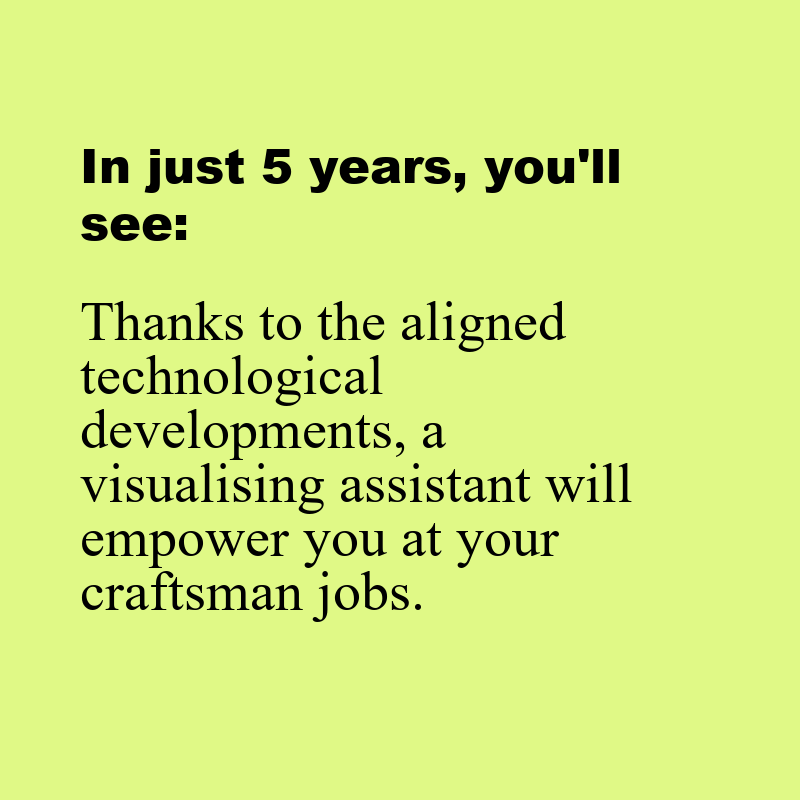 In just 5 years, you'll
see:
Thanks to the aligned
technological
developments, a
visualising assistant will
empower you at your
craftsman jobs.